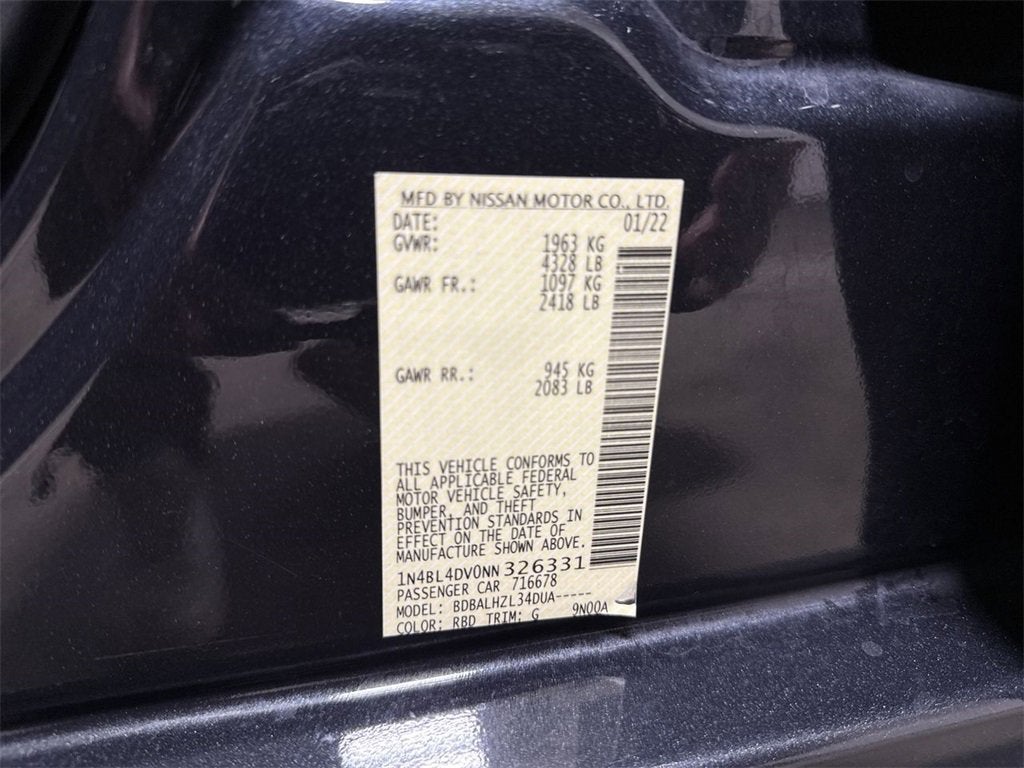 MFD BY NISSAN MOTOR CO., LTD.
DATE: 01/22
GVWR: 1963 KG
4328 LB
GAWR FR.: 1097 KG
2418 LB
GAWR RR.: 945 KG
2083 LB
THIS VEHICLE CONFORMS TO
ALL APPLICABLE FEDERAL
MOTOR VEHICLE SAFETY,
BUMPER, AND THEFT
PREVENTION STANDARDS IN
EFFECT ON THE DATE OF
MANUFACTURE SHOWN ABOVE.
1N4BL4DV0NN326331
PASSENGER CAR 716678
MODEL: BDBALHZL34DUA-----
COLOR: RBD TRIM: G 9N00A